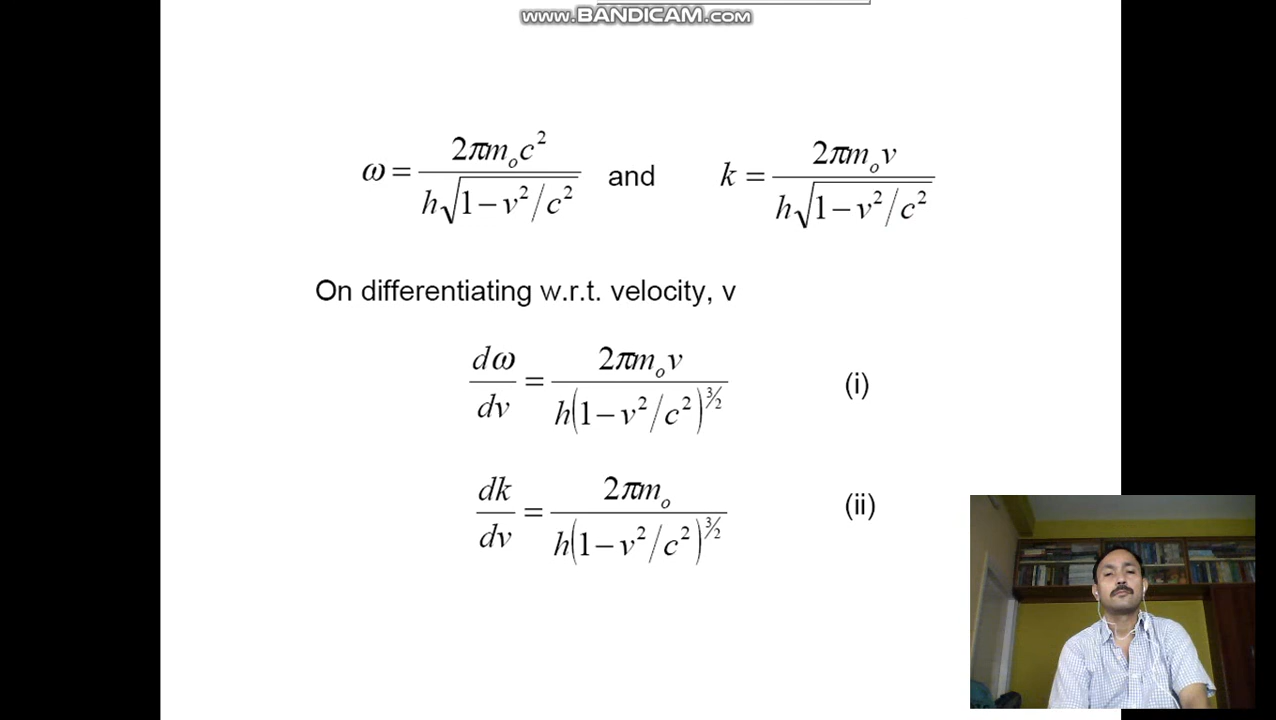 www.BANDICAM.com
ω = 2πm₀c² / h√(1 − v²/c²) and k = 2πm₀v / h√(1 − v²/c²)
On differentiating w.r.t. velocity, v
dω/dv = 2πm₀v / h(1 − v²/c²)^(3/2) (i)
dk/dv = 2πm₀ / h(1 − v²/c²)^(3/2) (ii)